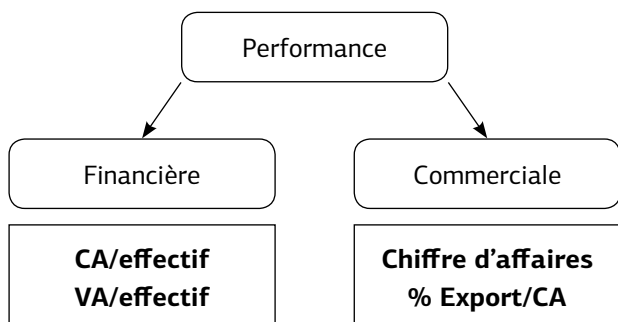 Performance
Financière
Commerciale
CA/effectif
VA/effectif
Chiffre d'affaires
% Export/CA